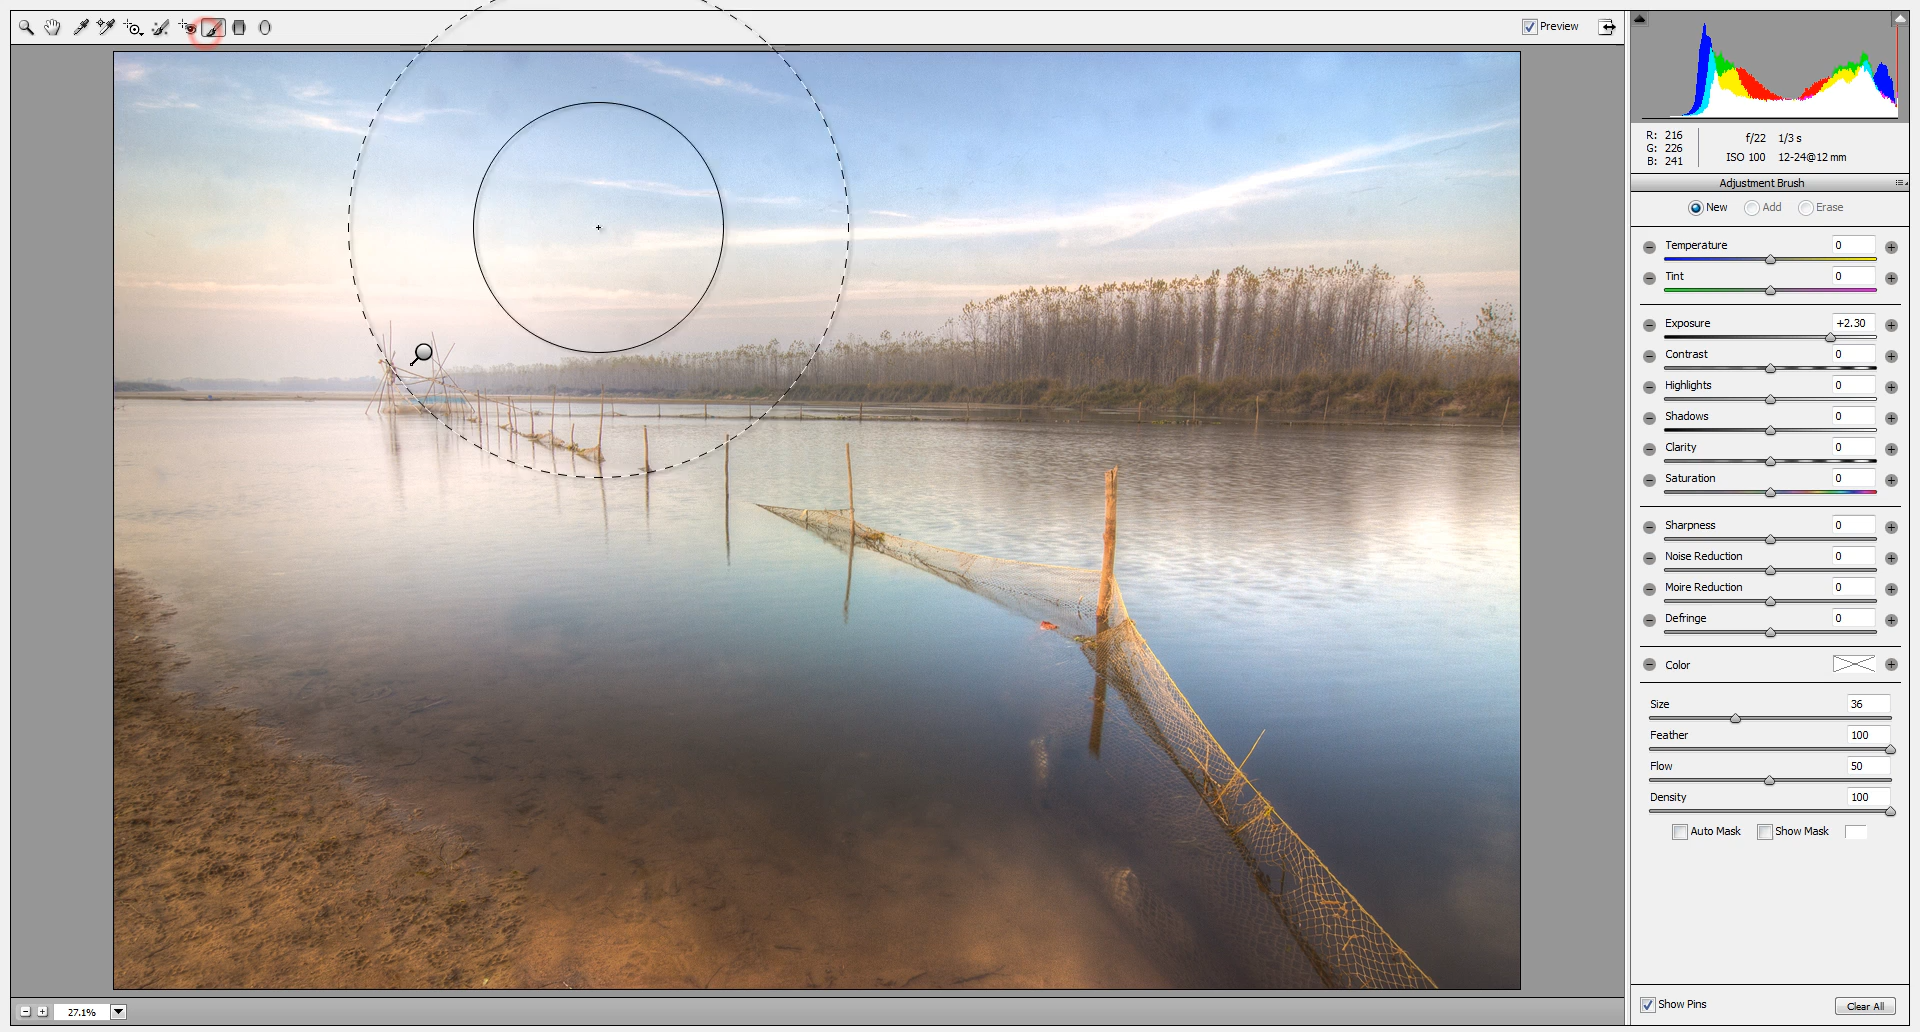 Preview
R: 216
G: 226
B: 241
f/22 1/3 s
ISO 100 12-24@12 mm
Adjustment Brush
New Add Erase
Temperature 0
Tint 0
Exposure +2.30
Contrast 0
Highlights 0
Shadows 0
Clarity 0
Saturation 0
Sharpness 0
Noise Reduction 0
Moire Reduction 0
Defringe 0
Color
Size 36
Feather 100
Flow 50
Density 100
Auto Mask Show Mask
27.1%
Show Pins Clear All